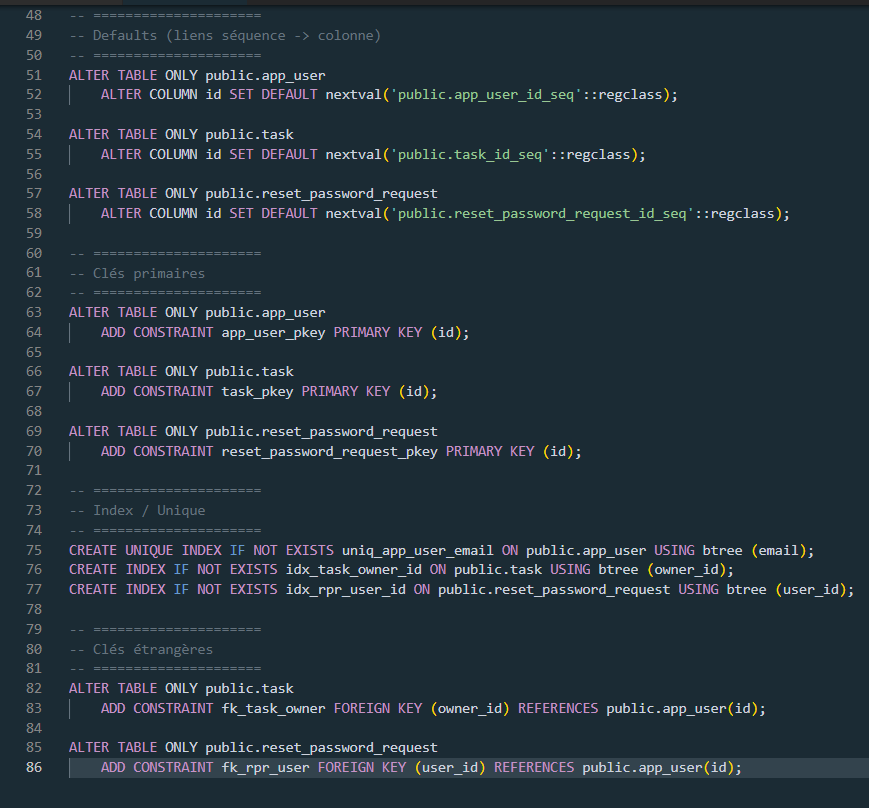 48 -- =====================
49 -- Defaults (liens séquence -> colonne)
50 -- =====================
51 ALTER TABLE ONLY public.app_user
52     ALTER COLUMN id SET DEFAULT nextval('public.app_user_id_seq'::regclass);
53
54 ALTER TABLE ONLY public.task
55     ALTER COLUMN id SET DEFAULT nextval('public.task_id_seq'::regclass);
56
57 ALTER TABLE ONLY public.reset_password_request
58     ALTER COLUMN id SET DEFAULT nextval('public.reset_password_request_id_seq'::regclass);
59
60 -- =====================
61 -- Clés primaires
62 -- =====================
63 ALTER TABLE ONLY public.app_user
64     ADD CONSTRAINT app_user_pkey PRIMARY KEY (id);
65
66 ALTER TABLE ONLY public.task
67     ADD CONSTRAINT task_pkey PRIMARY KEY (id);
68
69 ALTER TABLE ONLY public.reset_password_request
70     ADD CONSTRAINT reset_password_request_pkey PRIMARY KEY (id);
71
72 -- =====================
73 -- Index / Unique
74 -- =====================
75 CREATE UNIQUE INDEX IF NOT EXISTS uniq_app_user_email ON public.app_user USING btree (email);
76 CREATE INDEX IF NOT EXISTS idx_task_owner_id ON public.task USING btree (owner_id);
77 CREATE INDEX IF NOT EXISTS idx_rpr_user_id ON public.reset_password_request USING btree (user_id);
78
79 -- =====================
80 -- Clés étrangères
81 -- =====================
82 ALTER TABLE ONLY public.task
83     ADD CONSTRAINT fk_task_owner FOREIGN KEY (owner_id) REFERENCES public.app_user(id);
84
85 ALTER TABLE ONLY public.reset_password_request
86     ADD CONSTRAINT fk_rpr_user FOREIGN KEY (user_id) REFERENCES public.app_user(id);